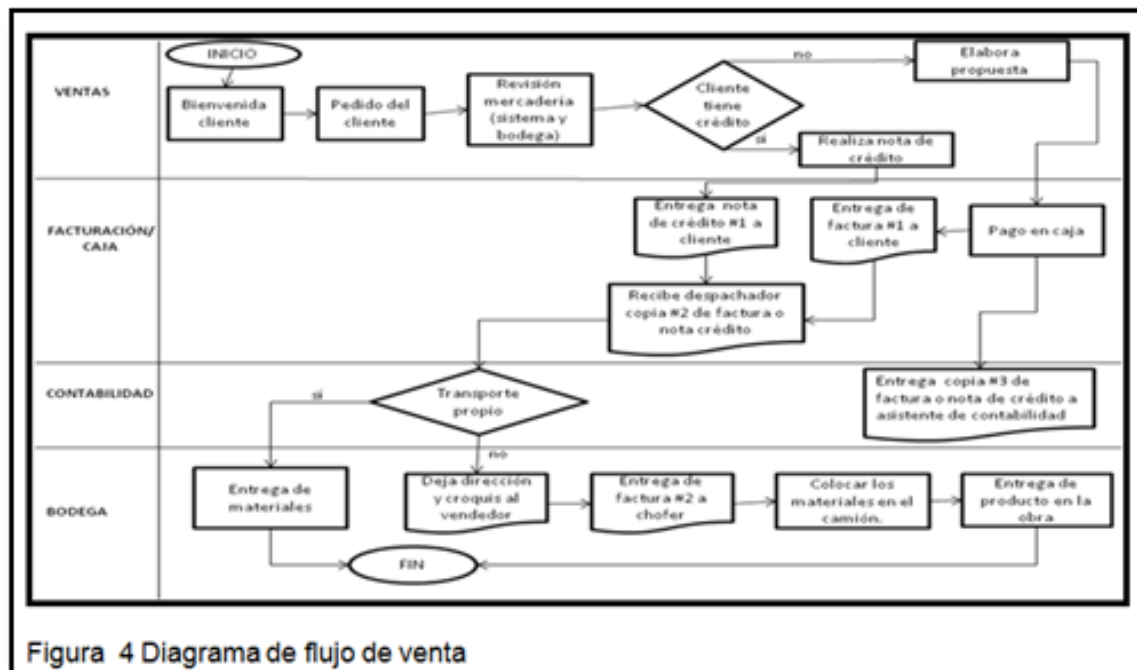 INICIO
no
Elabora
propuesta
VENTAS
Bienvenida
cliente
Pedido del
cliente
Revisión
mercadería
(sistema y
bodega)
Cliente
tiene
crédito
sí
Realiza nota de
crédito
FACTURACIÓN/
CAJA
Entrega nota
de crédito #1 a
cliente
Entrega de
factura #1 a
cliente
Pago en caja
Recibe despachador
copia #2 de factura o
nota crédito
CONTABILIDAD
sí
Transporte
propio
Entrega copia #3 de
factura o nota de crédito a
asistente de contabilidad
no
BODEGA
Entrega de
materiales
Deja dirección
y croquis al
vendedor
Entrega de
factura #2 a
chofer
Colocar los
materiales en el
camión.
Entrega de
producto en la
obra
FIN
Figura 4 Diagrama de flujo de venta